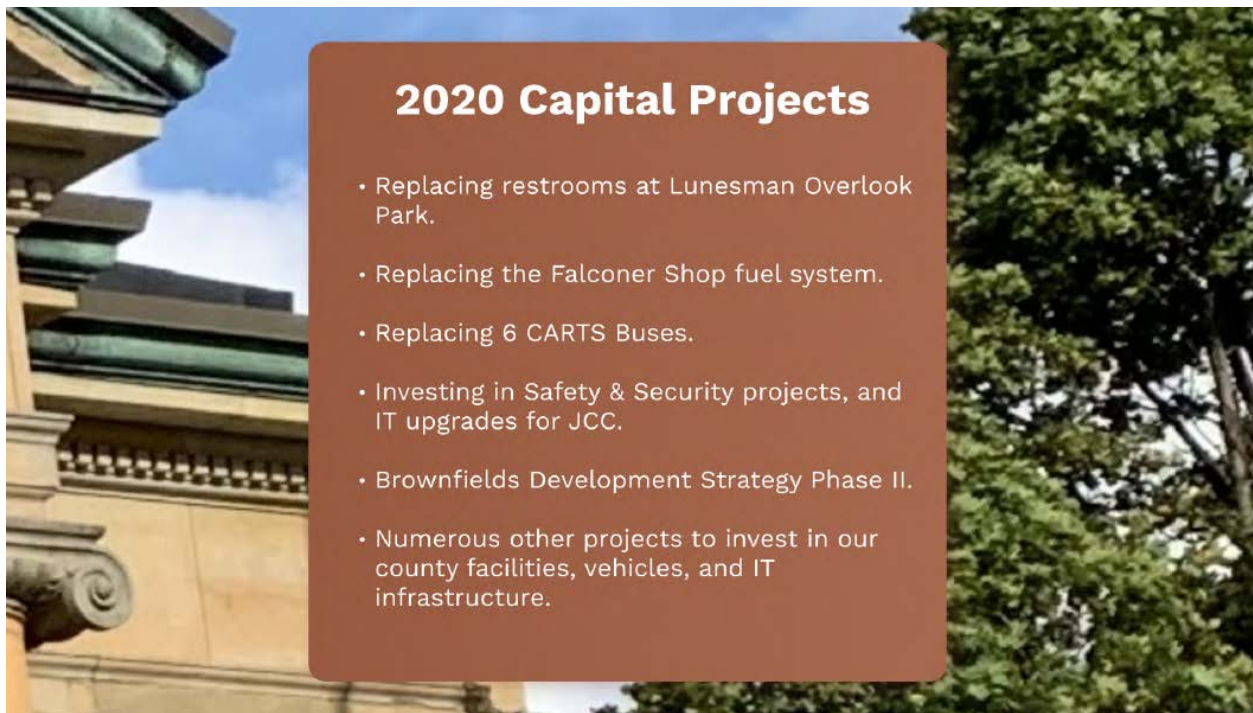 2020 Capital Projects
• Replacing restrooms at Lunesman Overlook
Park.
• Replacing the Falconer Shop fuel system.
• Replacing 6 CARTS Buses.
• Investing in Safety & Security projects, and
IT upgrades for JCC.
• Brownfields Development Strategy Phase II.
• Numerous other projects to invest in our
county facilities, vehicles, and IT
infrastructure.